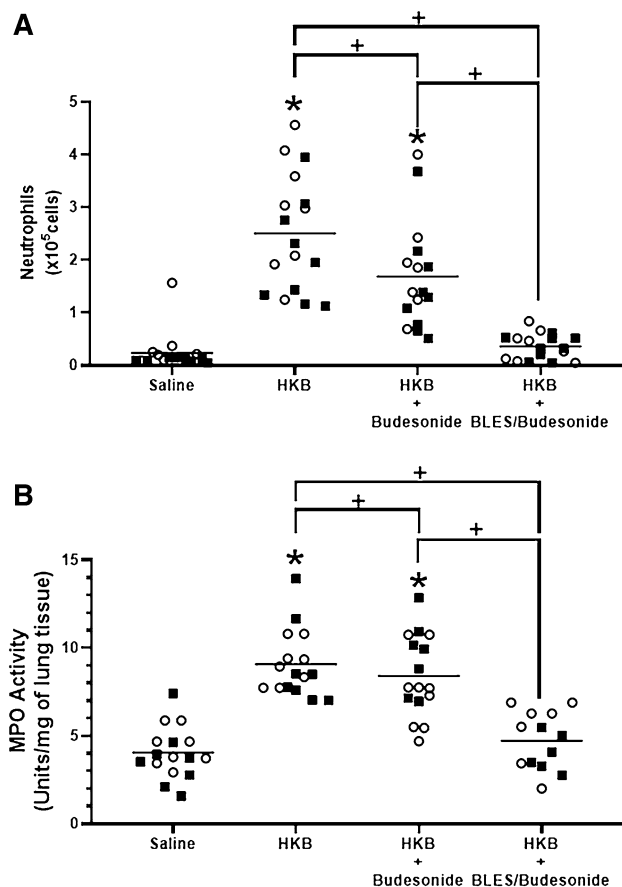 A
+
+
+
*
*
5
4
3
2
1
0
Neutrophils
(x10⁵cells)
Saline
HKB
HKB
+
Budesonide
HKB
+
BLES/Budesonide
B
+
+
+
*
*
15
10
5
0
MPO Activity
(Units/mg of lung tissue)
Saline
HKB
HKB
+
Budesonide
HKB
+
BLES/Budesonide